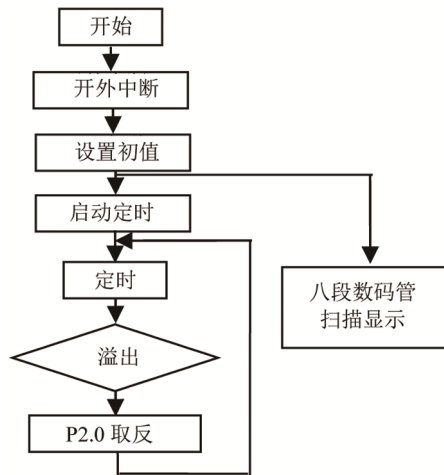 开始
开外中断
设置初值
启动定时
定时
八段数码管
扫描显示
溢出
P2.0 取反